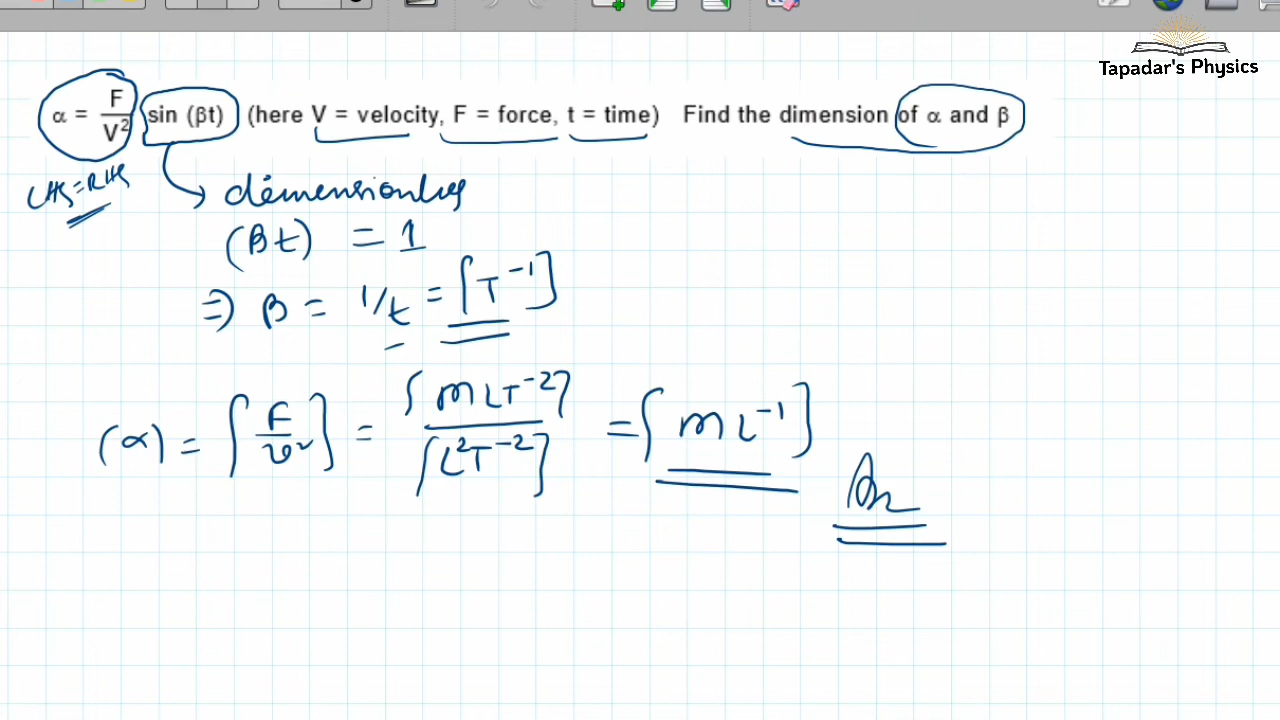 Tapadar's Physics
α = F/V² sin (βt) (here V = velocity, F = force, t = time) Find the dimension of α and β
LHS=RHS
dimensionless
(βt) = 1
⇒ β = 1/t = [T⁻¹]
(α) = [F/v²] = [MLT⁻²]/[L²T⁻²] = [ML⁻¹]
An